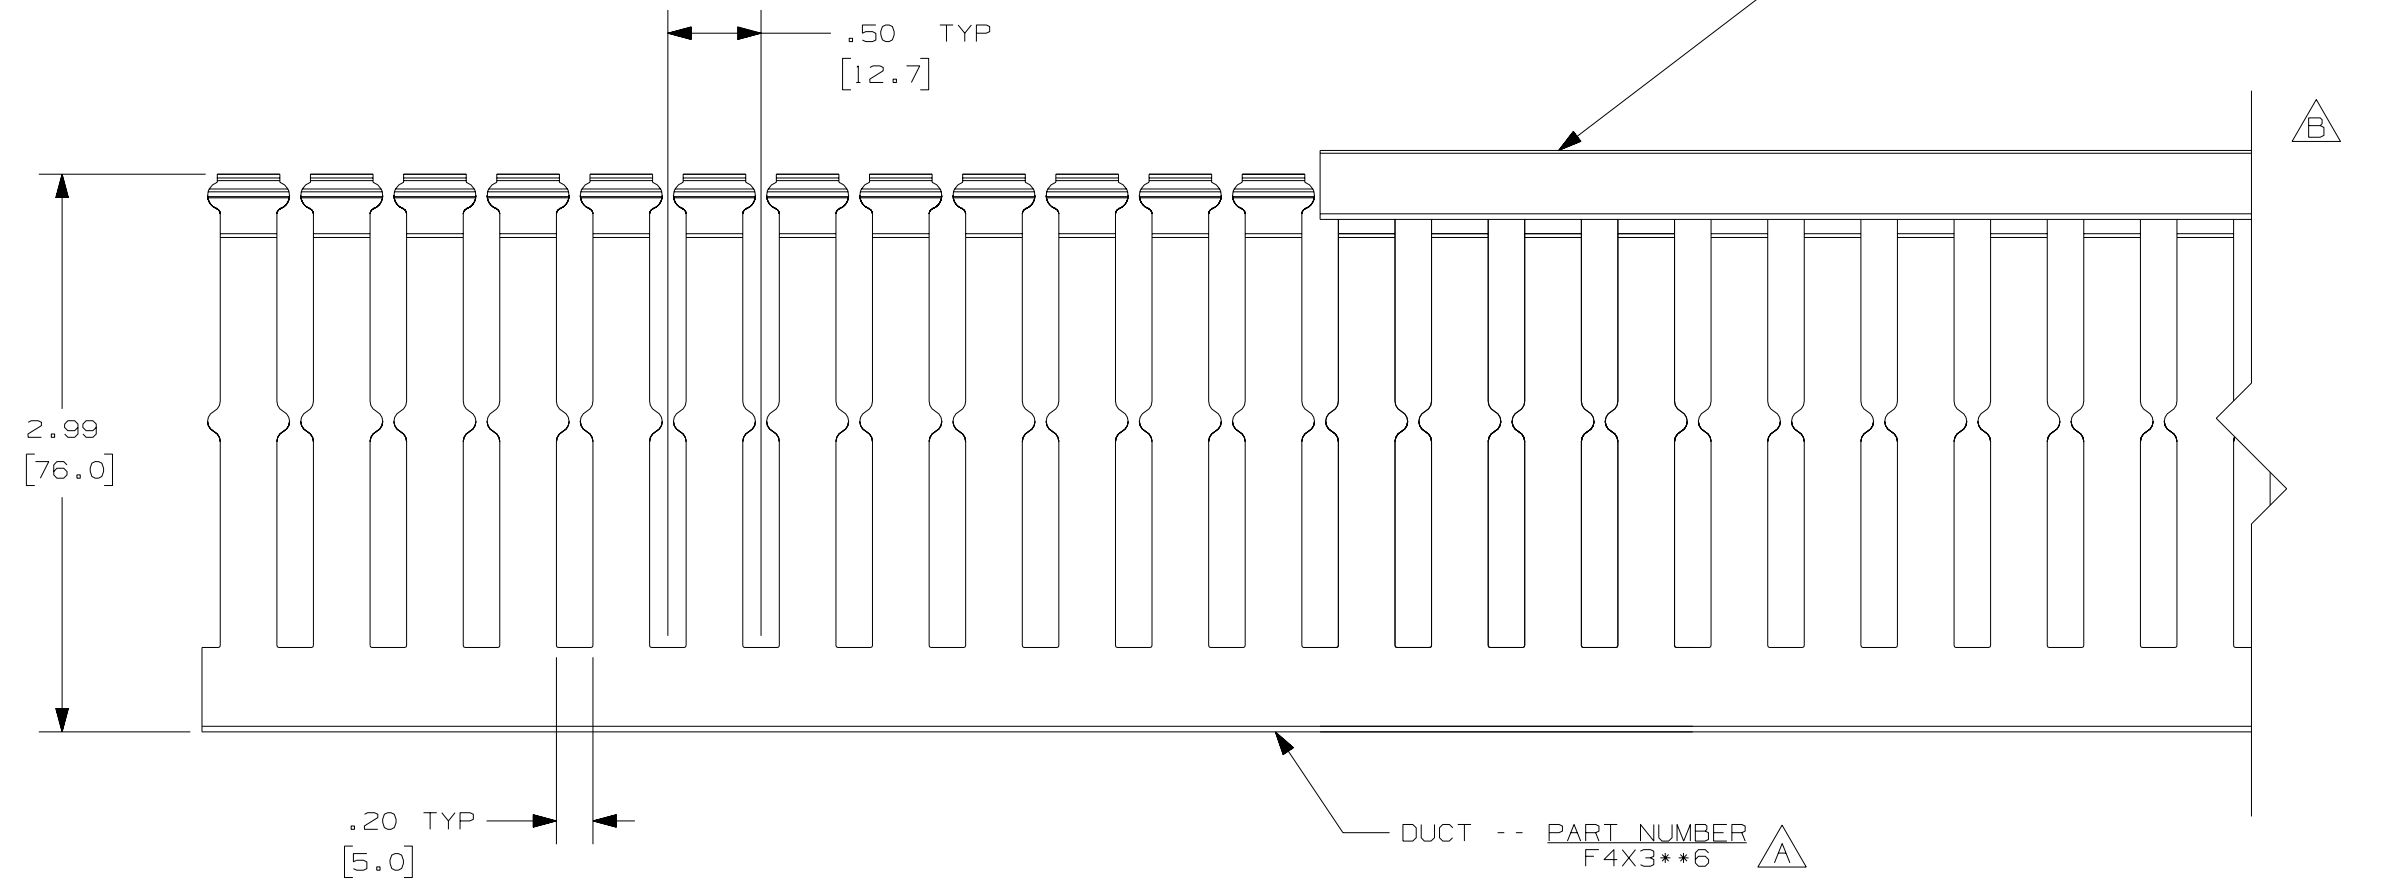 .50 TYP
[12.7]
B
2.99
[76.0]
.20 TYP
[5.0]
DUCT -- PART NUMBER
F4X3**6
A